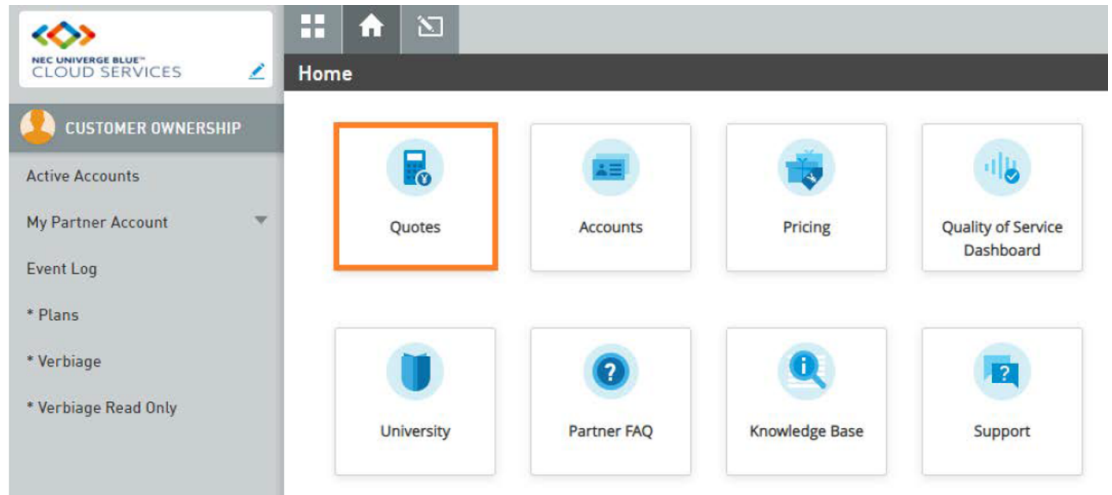 NEC UNIVERGE BLUE™
CLOUD SERVICES
CUSTOMER OWNERSHIP
Active Accounts
My Partner Account
Event Log
* Plans
* Verbiage
* Verbiage Read Only
Home
Quotes
Accounts
Pricing
Quality of Service
Dashboard
University
Partner FAQ
Knowledge Base
Support